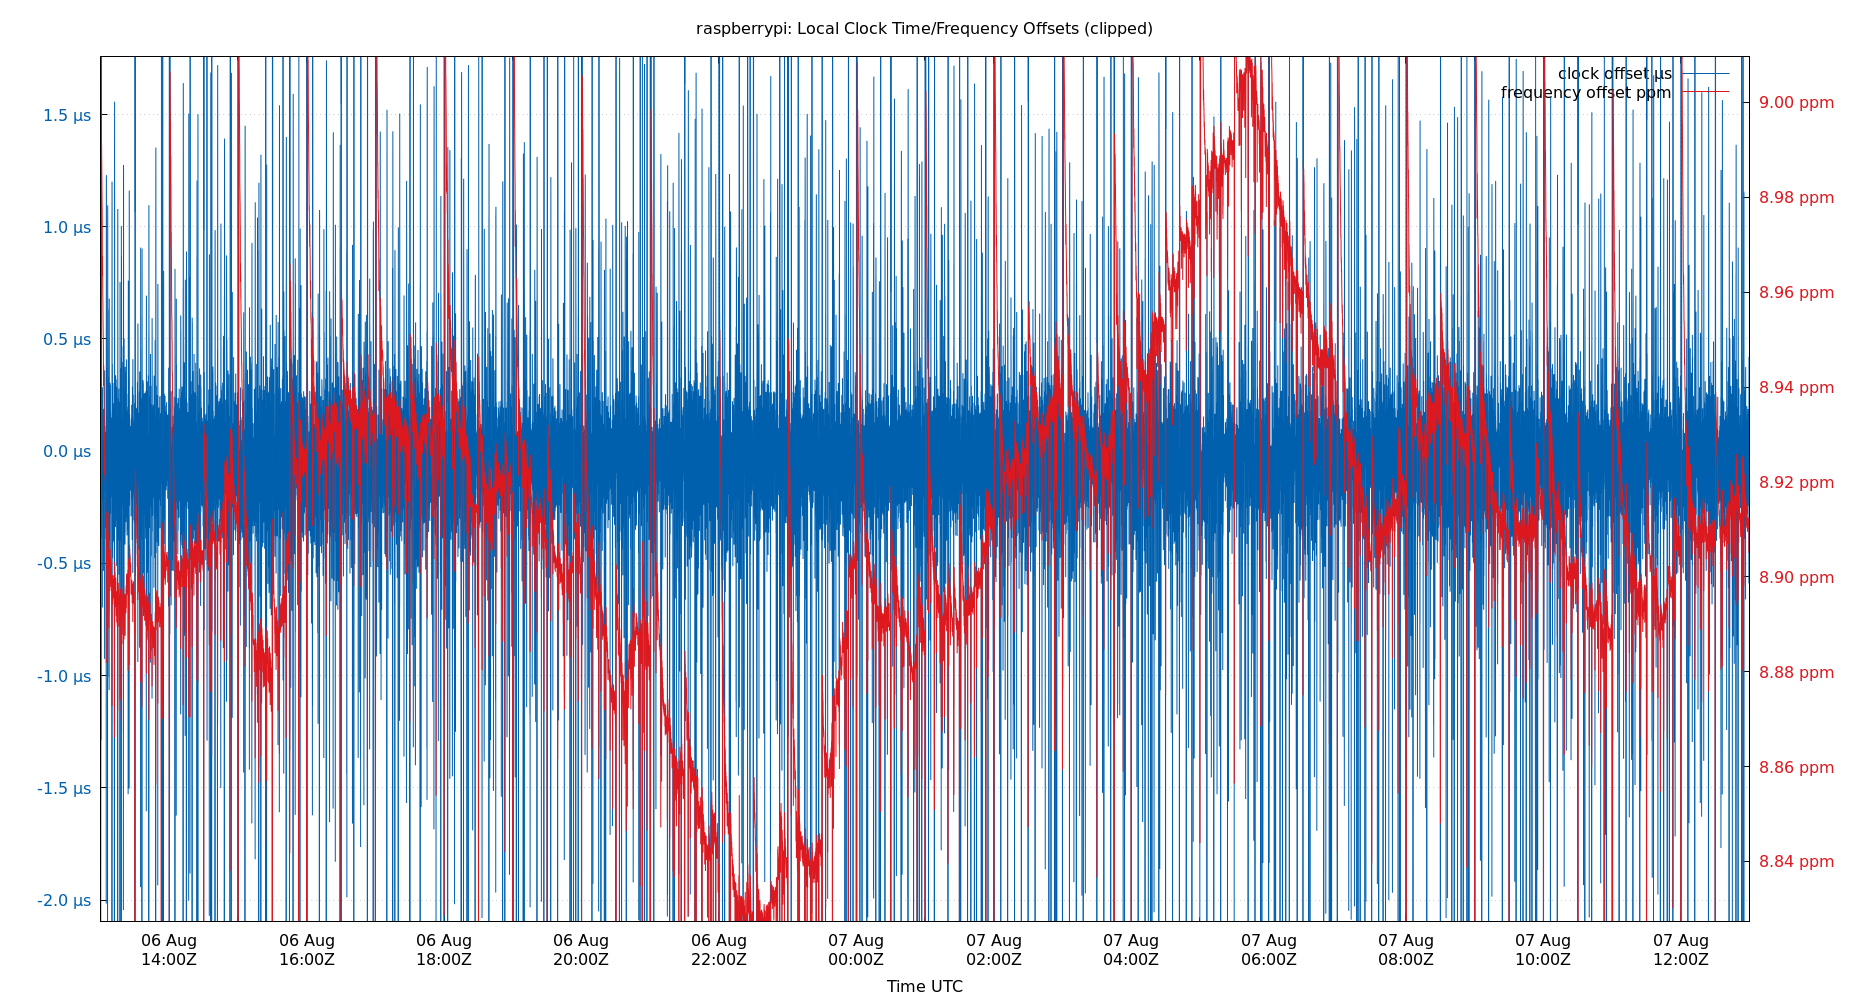 raspberrypi: Local Clock Time/Frequency Offsets (clipped)
clock offset µs
frequency offset ppm
1.5 µs
1.0 µs
0.5 µs
0.0 µs
-0.5 µs
-1.0 µs
-1.5 µs
-2.0 µs
9.00 ppm
8.98 ppm
8.96 ppm
8.94 ppm
8.92 ppm
8.90 ppm
8.88 ppm
8.86 ppm
8.84 ppm
06 Aug 06 Aug 06 Aug 06 Aug 06 Aug 07 Aug 07 Aug 07 Aug 07 Aug 07 Aug 07 Aug 07 Aug
14:00Z 16:00Z 18:00Z 20:00Z 22:00Z 00:00Z 02:00Z 04:00Z 06:00Z 08:00Z 10:00Z 12:00Z
Time UTC